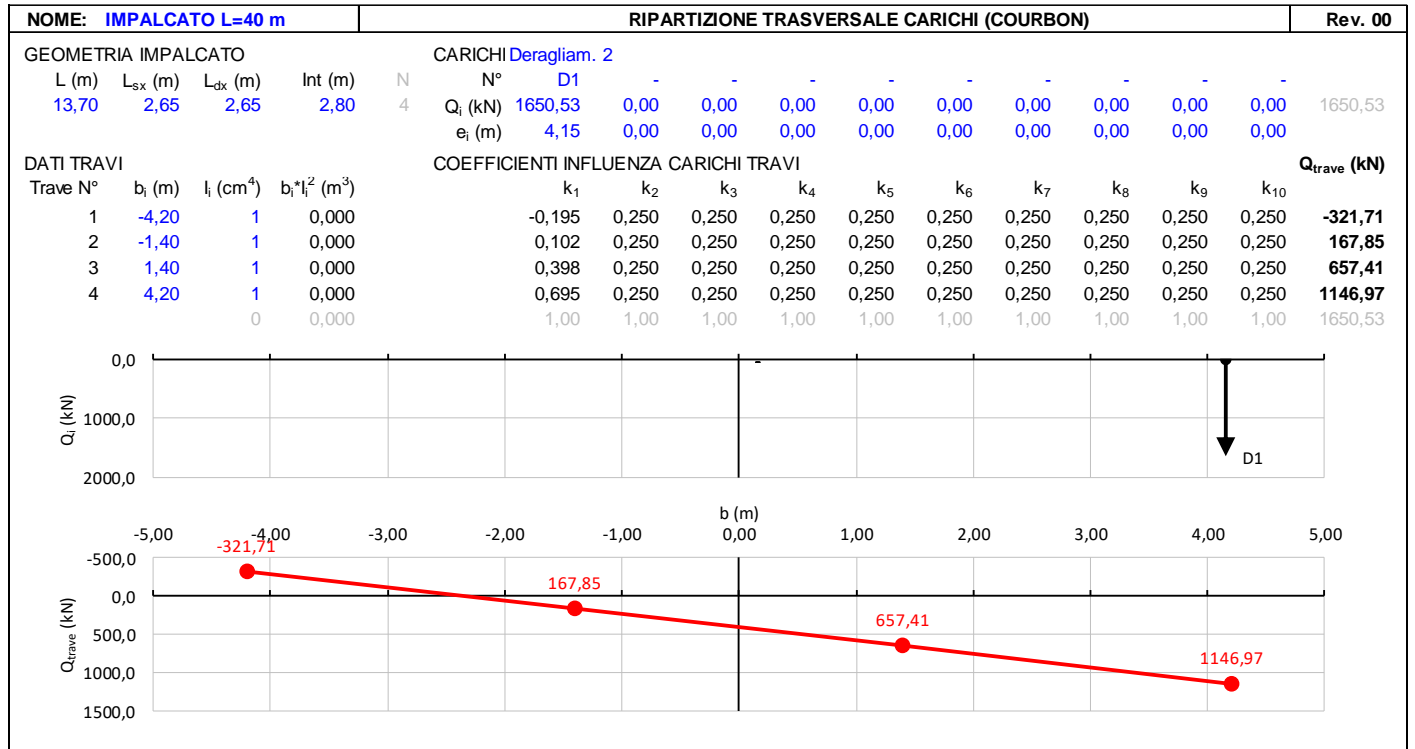 NOME: IMPALCATO L=40 m RIPARTIZIONE TRASVERSALE CARICHI (COURBON) Rev. 00
GEOMETRIA IMPALCATO CARICHI Deragliam. 2
L (m) Lsx (m) Ldx (m) Int (m) N N° D1 - - - - - - - - -
13,70 2,65 2,65 2,80 4 Qi (kN) 1650,53 0,00 0,00 0,00 0,00 0,00 0,00 0,00 0,00 0,00 1650,53
ei (m) 4,15 0,00 0,00 0,00 0,00 0,00 0,00 0,00 0,00 0,00
DATI TRAVI COEFFICIENTI INFLUENZA CARICHI TRAVI Qtrave (kN)
Trave N° bi (m) Ii (cm4) bi*Ii2 (m3) k1 k2 k3 k4 k5 k6 k7 k8 k9 k10
1 -4,20 1 0,000 -0,195 0,250 0,250 0,250 0,250 0,250 0,250 0,250 0,250 0,250 -321,71
2 -1,40 1 0,000 0,102 0,250 0,250 0,250 0,250 0,250 0,250 0,250 0,250 0,250 167,85
3 1,40 1 0,000 0,398 0,250 0,250 0,250 0,250 0,250 0,250 0,250 0,250 0,250 657,41
4 4,20 1 0,000 0,695 0,250 0,250 0,250 0,250 0,250 0,250 0,250 0,250 0,250 1146,97
0 0,000 1,00 1,00 1,00 1,00 1,00 1,00 1,00 1,00 1,00 1,00 1650,53
0,0
-
1000,0
Qi (kN)
D1
2000,0
b (m)
-5,00 -4,00 -3,00 -2,00 -1,00 0,00 1,00 2,00 3,00 4,00 5,00
-321,71
-500,0
167,85
0,0
657,41
500,0
Qtrave (kN)
1146,97
1000,0
1500,0